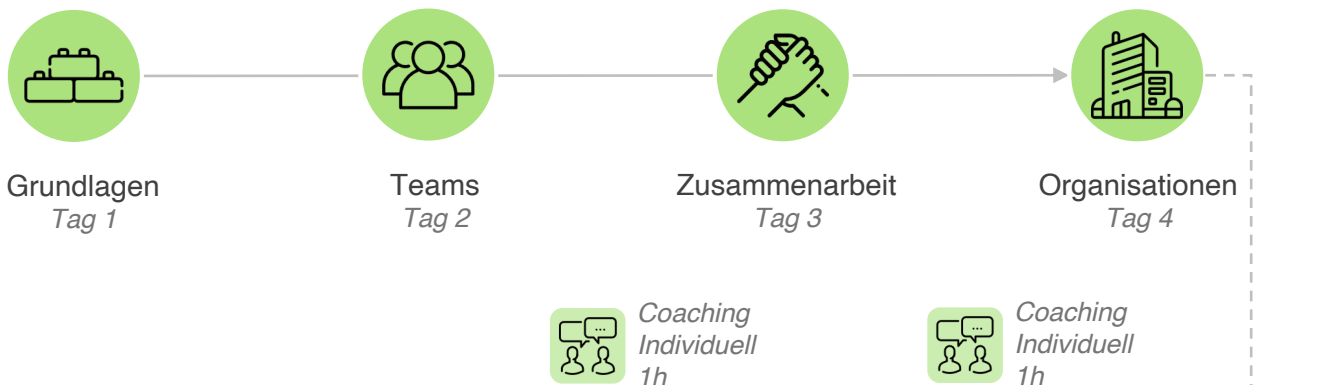 Grundlagen
Tag 1
Teams
Tag 2
Zusammenarbeit
Tag 3
Organisationen
Tag 4
Coaching
Individuell
1h
Coaching
Individuell
1h